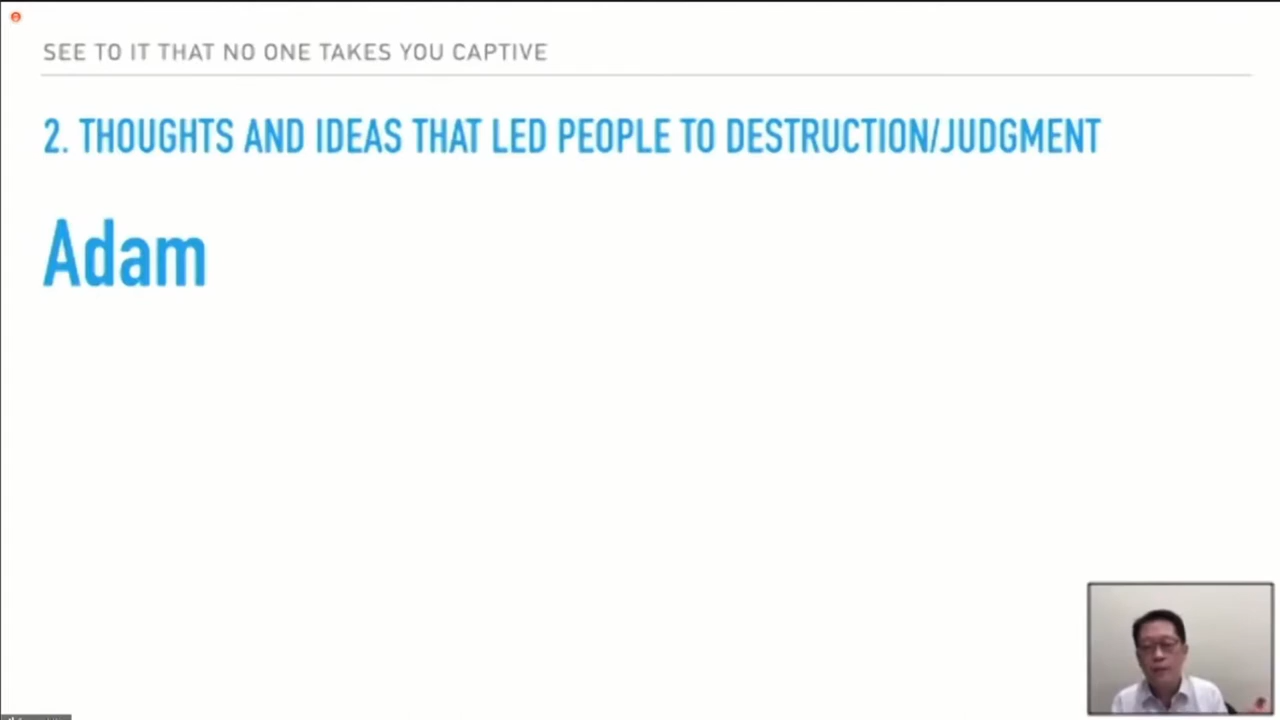 SEE TO IT THAT NO ONE TAKES YOU CAPTIVE
2. THOUGHTS AND IDEAS THAT LED PEOPLE TO DESTRUCTION/JUDGMENT
Adam